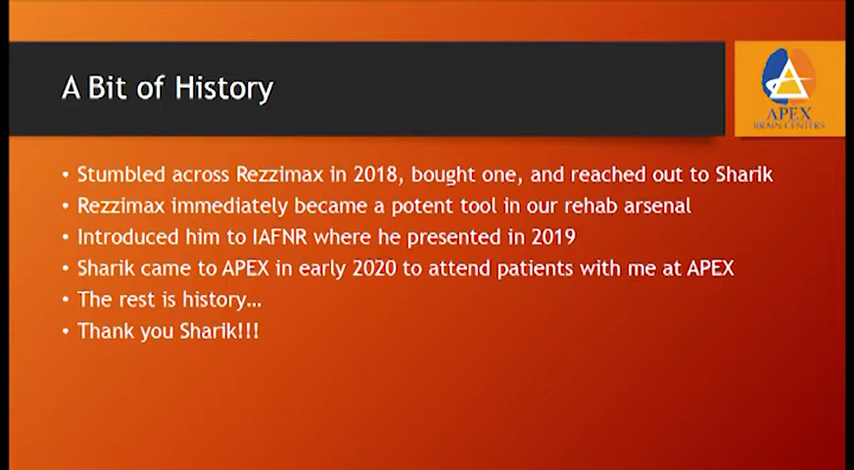 A Bit of History
APEX
BRAIN CENTERS
• Stumbled across Rezzimax in 2018, bought one, and reached out to Sharik
• Rezzimax immediately became a potent tool in our rehab arsenal
• Introduced him to IAFNR where he presented in 2019
• Sharik came to APEX in early 2020 to attend patients with me at APEX
• The rest is history…
• Thank you Sharik!!!